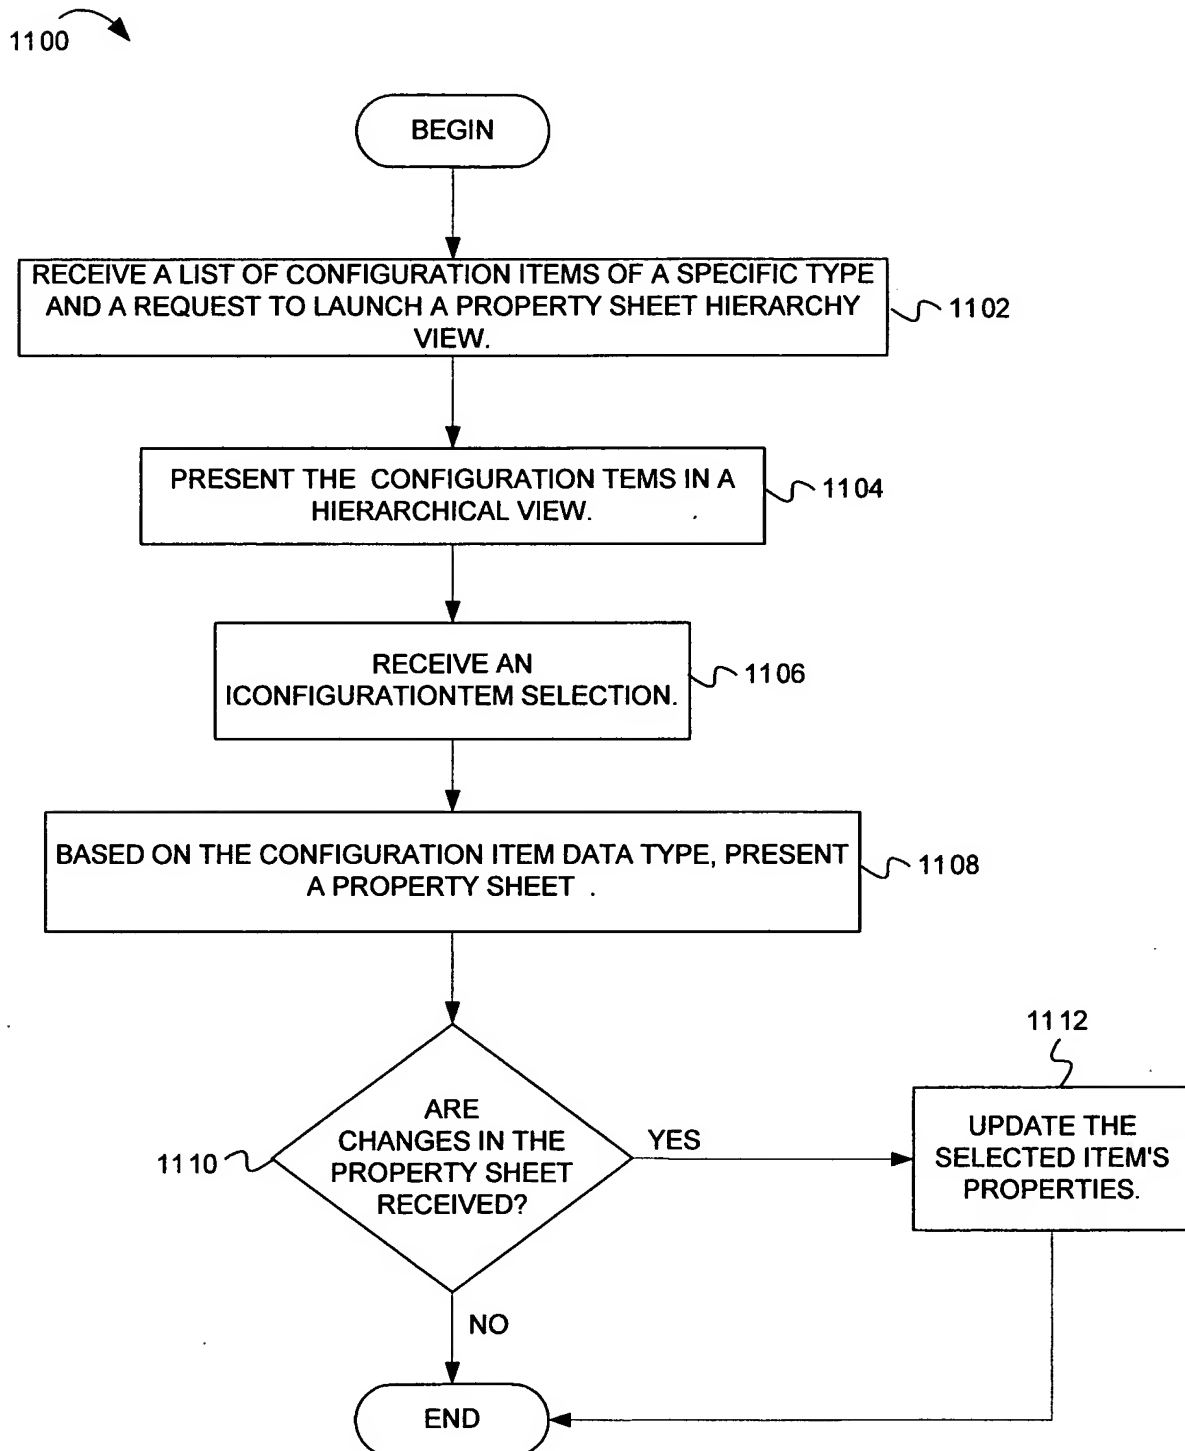 1100
BEGIN
RECEIVE A LIST OF CONFIGURATION ITEMS OF A SPECIFIC TYPE
AND A REQUEST TO LAUNCH A PROPERTY SHEET HIERARCHY
VIEW.
1102
PRESENT THE CONFIGURATION TEMS IN A
HIERARCHICAL VIEW.
1104
RECEIVE AN
ICONFIGURATIONTEM SELECTION.
1106
BASED ON THE CONFIGURATION ITEM DATA TYPE, PRESENT
A PROPERTY SHEET .
1108
ARE
CHANGES IN THE
PROPERTY SHEET
RECEIVED?
1110
YES
1112
UPDATE THE
SELECTED ITEM'S
PROPERTIES.
NO
END